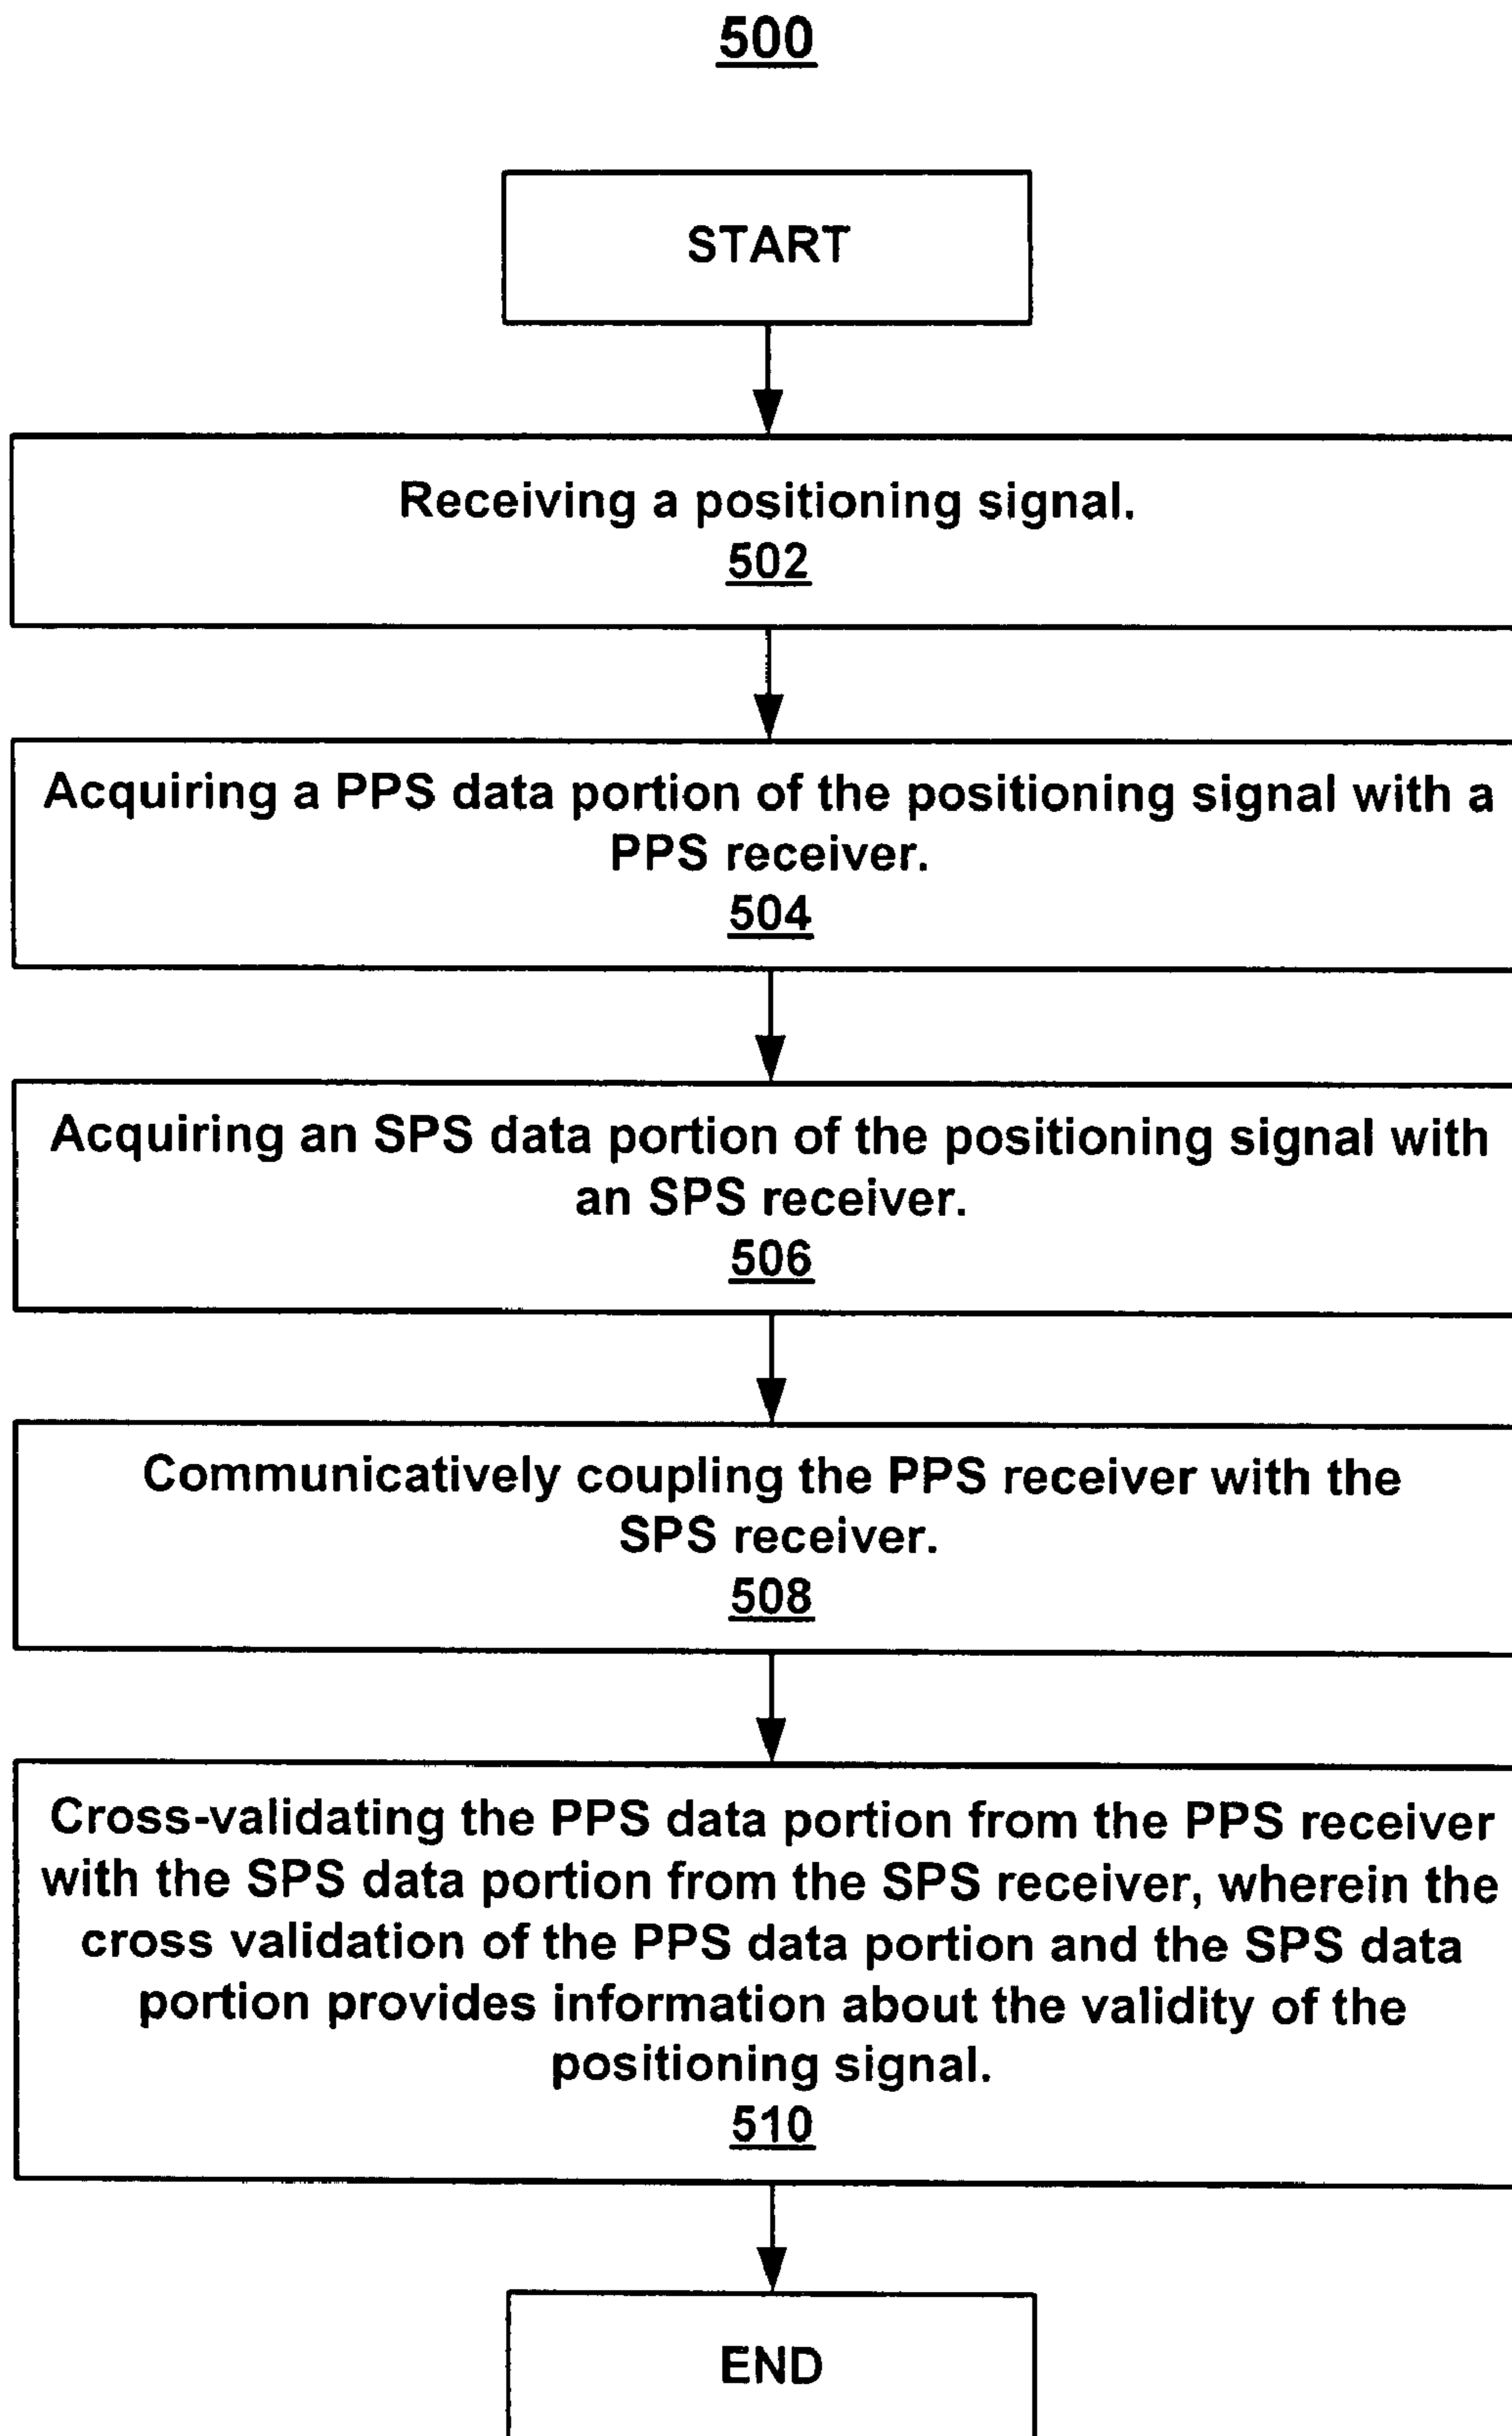 500
START
Receiving a positioning signal.
502
Acquiring a PPS data portion of the positioning signal with a
PPS receiver.
504
Acquiring an SPS data portion of the positioning signal with
an SPS receiver.
506
Communicatively coupling the PPS receiver with the
SPS receiver.
508
Cross-validating the PPS data portion from the PPS receiver
with the SPS data portion from the SPS receiver, wherein the
cross validation of the PPS data portion and the SPS data
portion provides information about the validity of the
positioning signal.
510
END